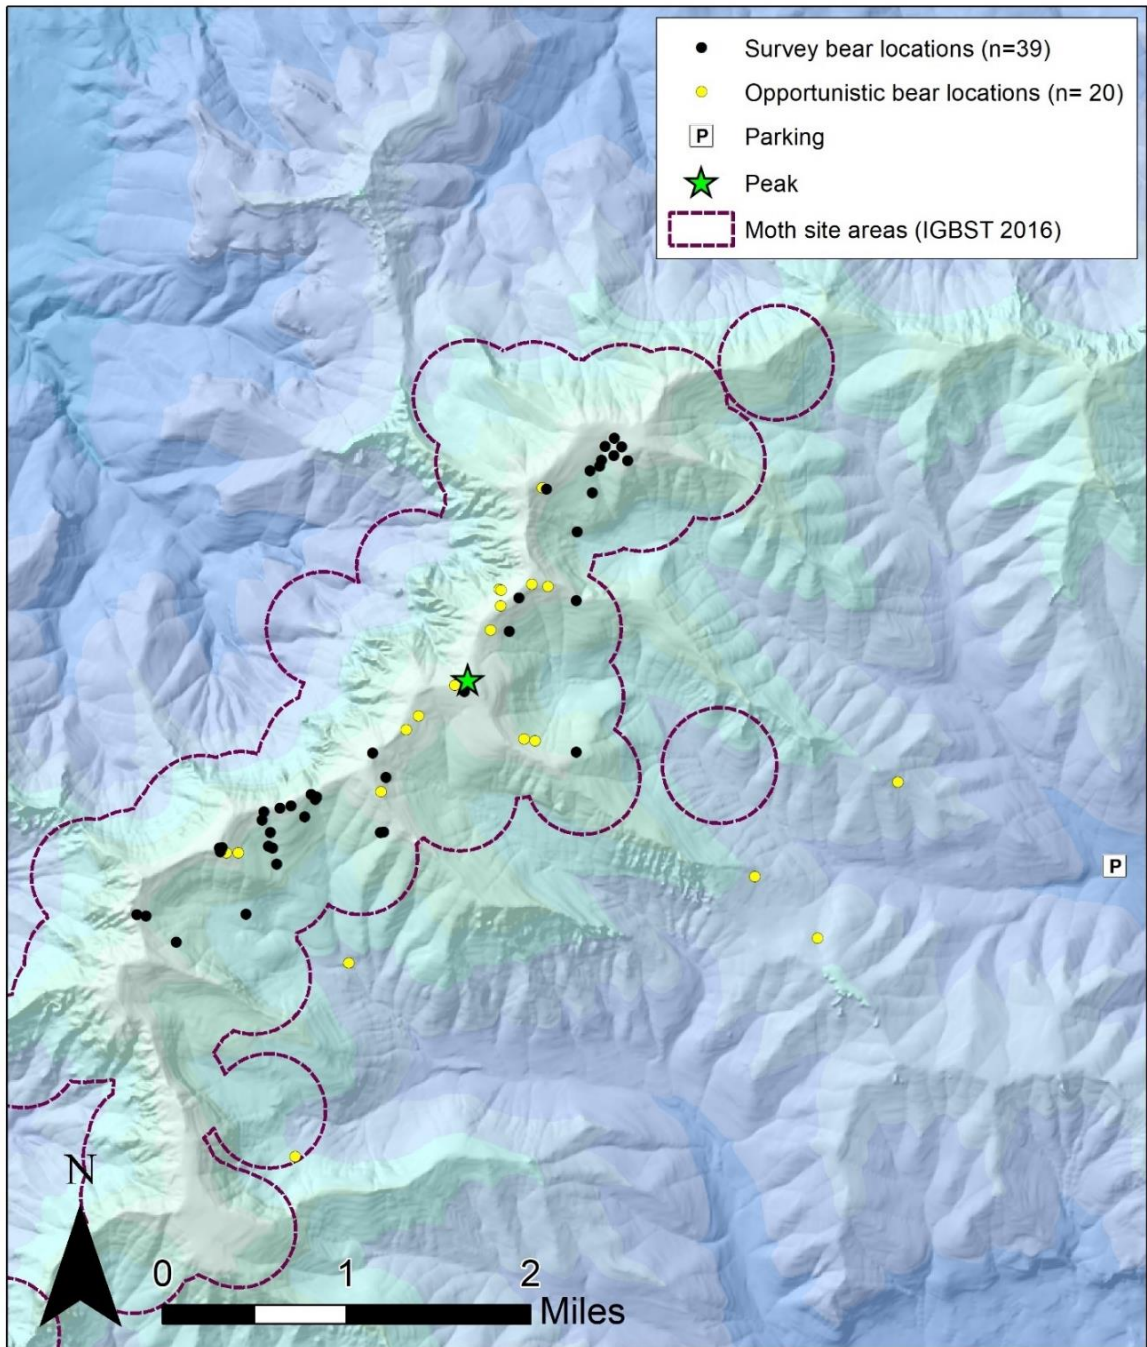 Survey bear locations (n=39)
Opportunistic bear locations (n= 20)
P Parking
Peak
Moth site areas (IGBST 2016)
P
N
0 1 2
Miles